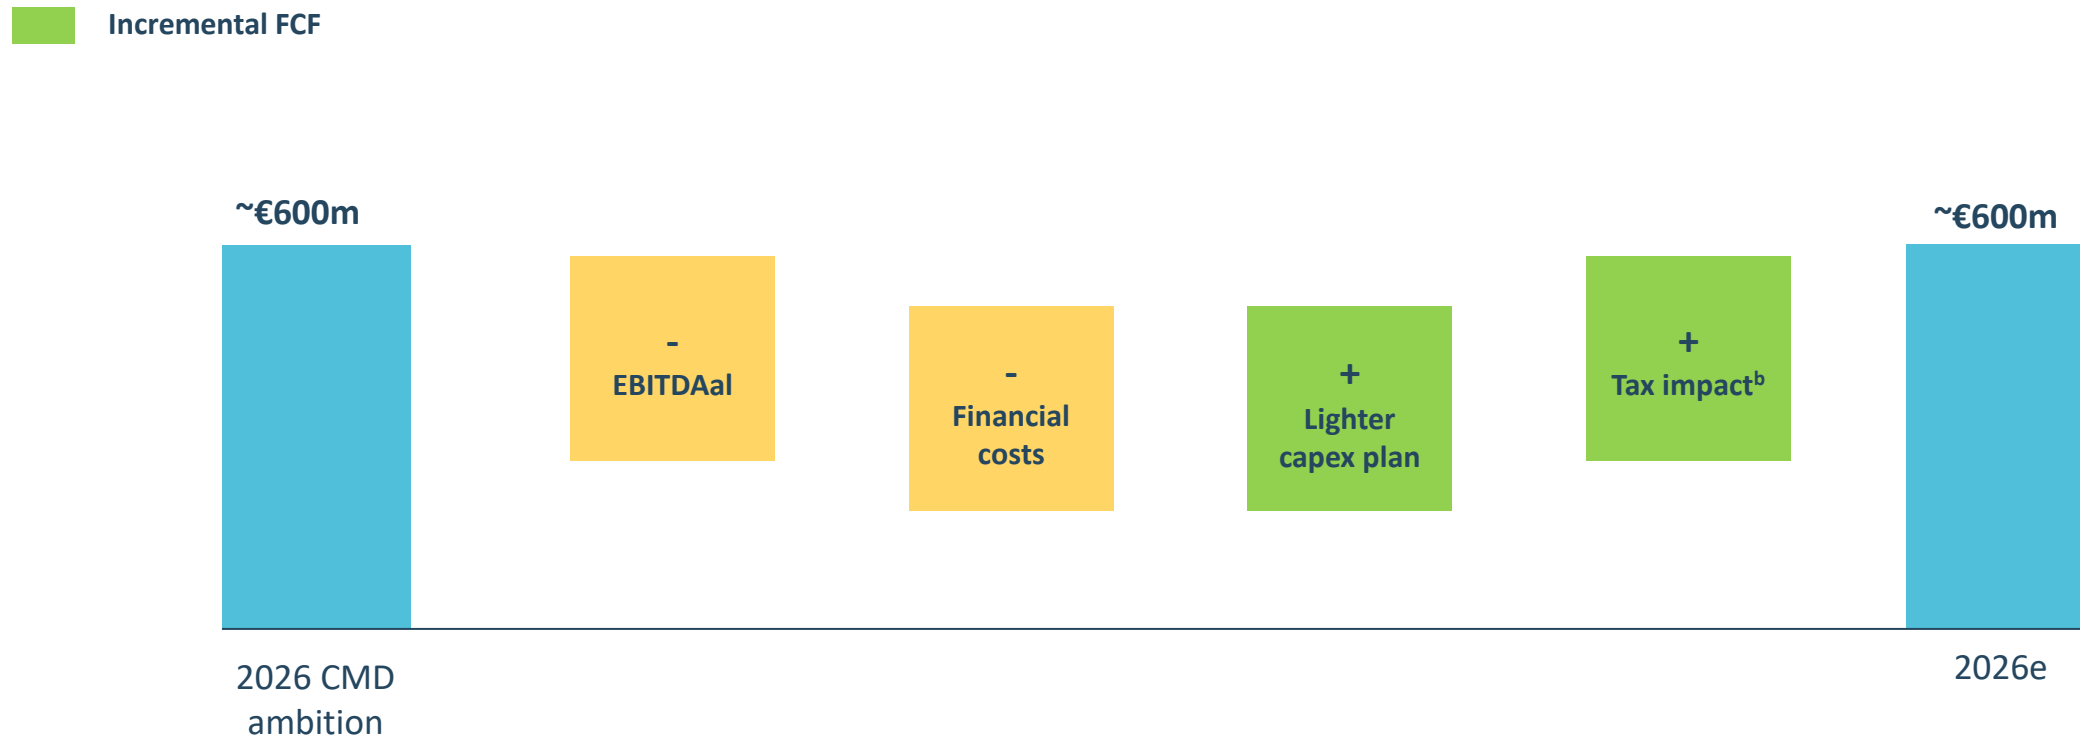 Incremental FCF
~€600m
~€600m
-
EBITDAal
-
Financial
costs
+
Lighter
capex plan
+
Tax impactᵇ
2026 CMD
ambition
2026e